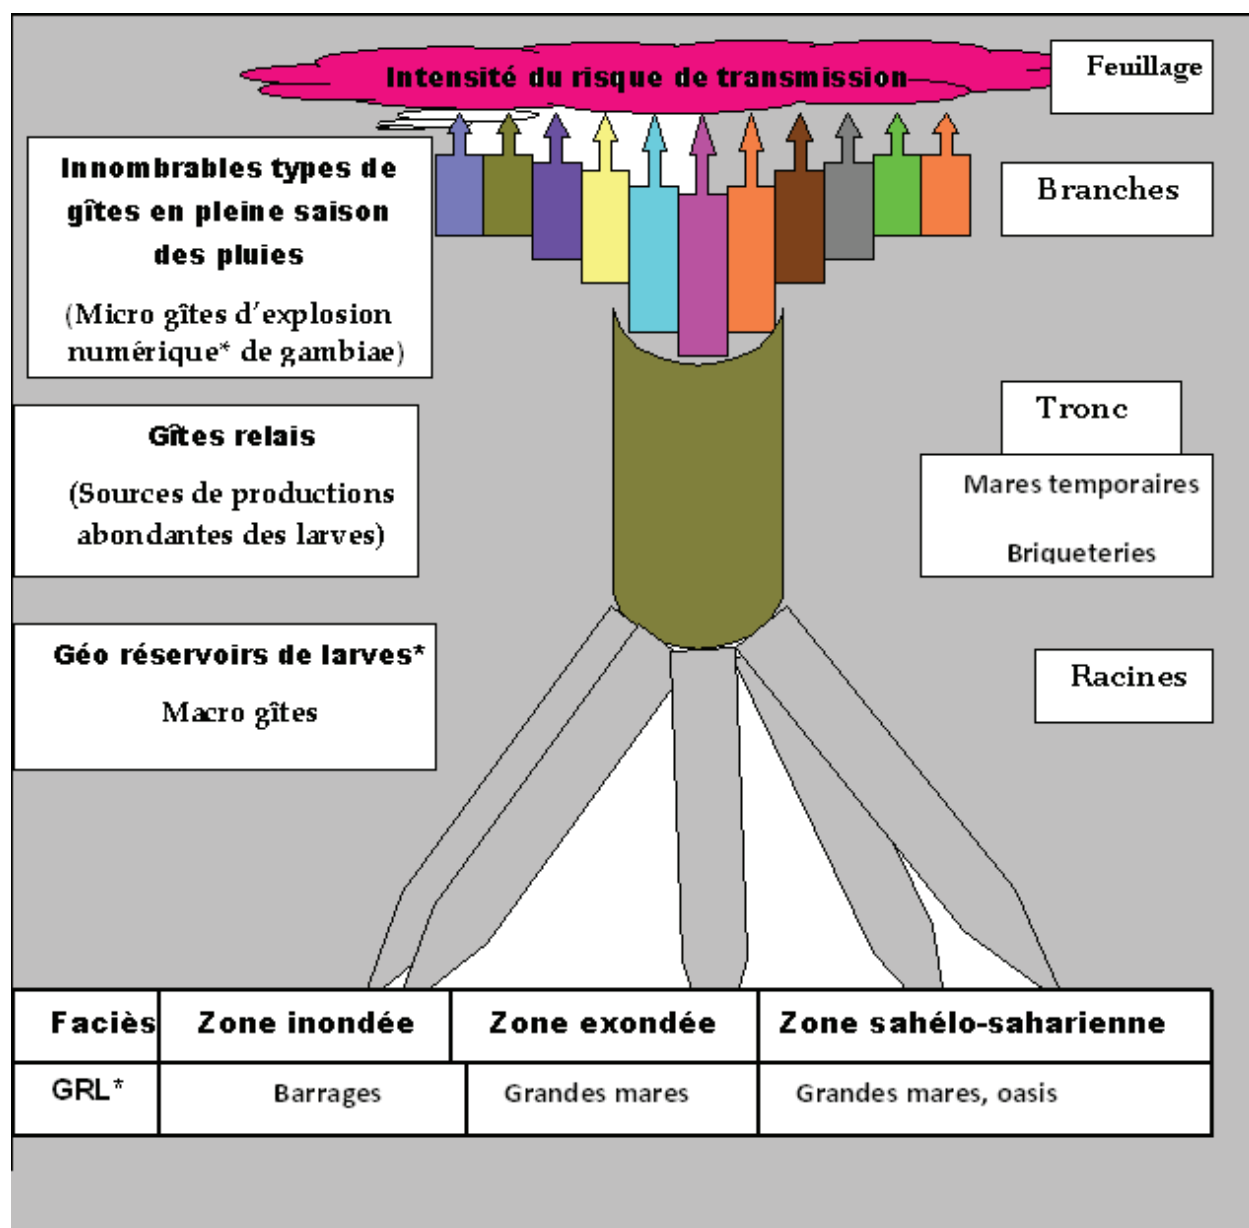 Intensité du risque de transmission
Feuillage
Innombrables types de
gîtes en pleine saison
des pluies
(Micro gîtes d'explosion
numérique* de gambiae)
Branches
Gîtes relais
(Sources de productions
abondantes des larves)
Tronc
Mares temporaires
Briqueteries
Géo réservoirs de larves*
Macro gîtes
Racines
Faciès Zone inondée Zone exondée Zone sahélo-saharienne
GRL* Barrages Grandes mares Grandes mares, oasis